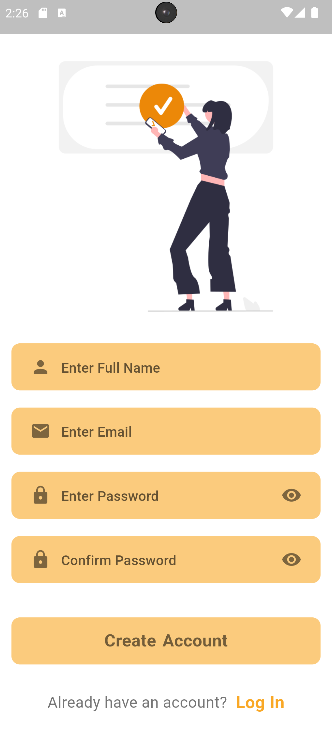 2:26
Enter Full Name
Enter Email
Enter Password
Confirm Password
Create Account
Already have an account? Log In